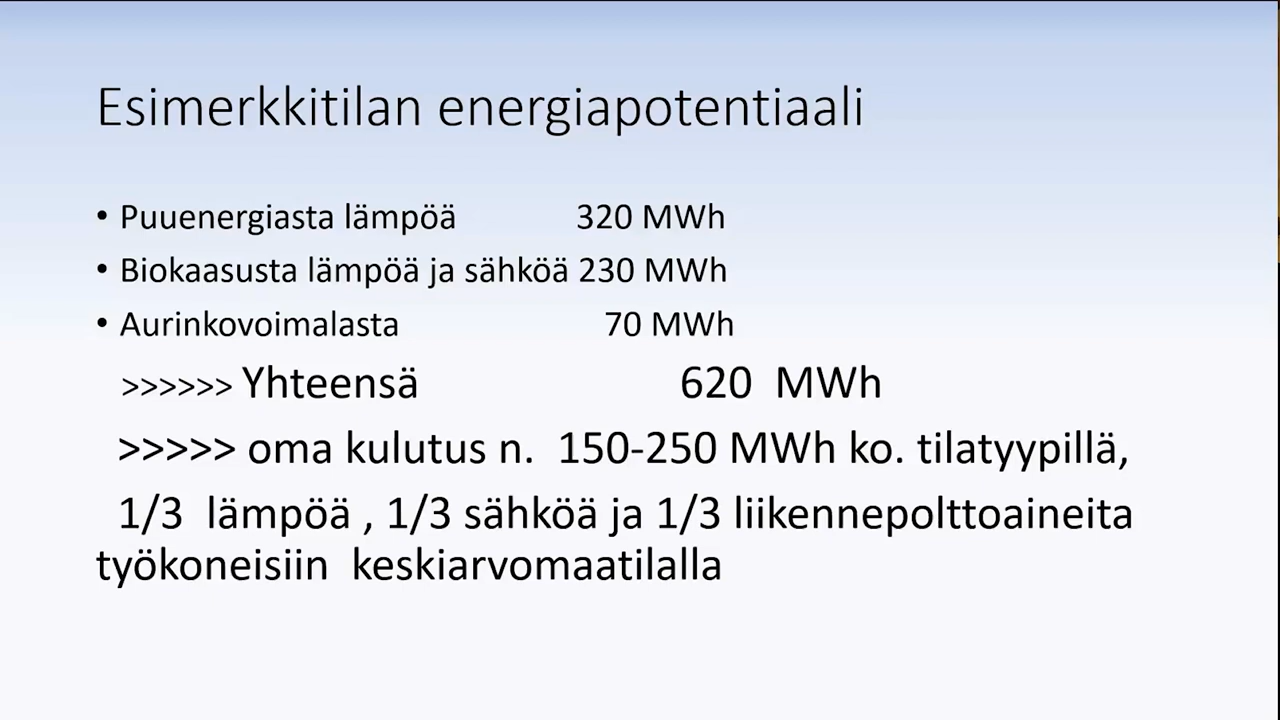 Esimerkkitilan energiapotentiaali
• Puuenergiasta lämpöä 320 MWh
• Biokaasusta lämpöä ja sähköä 230 MWh
• Aurinkovoimalasta 70 MWh
>>>>>> Yhteensä 620 MWh
>>>>> oma kulutus n. 150-250 MWh ko. tilatyypillä,
1/3 lämpöä , 1/3 sähköä ja 1/3 liikennepolttoaineita
työkoneisiin keskiarvomaatilalla